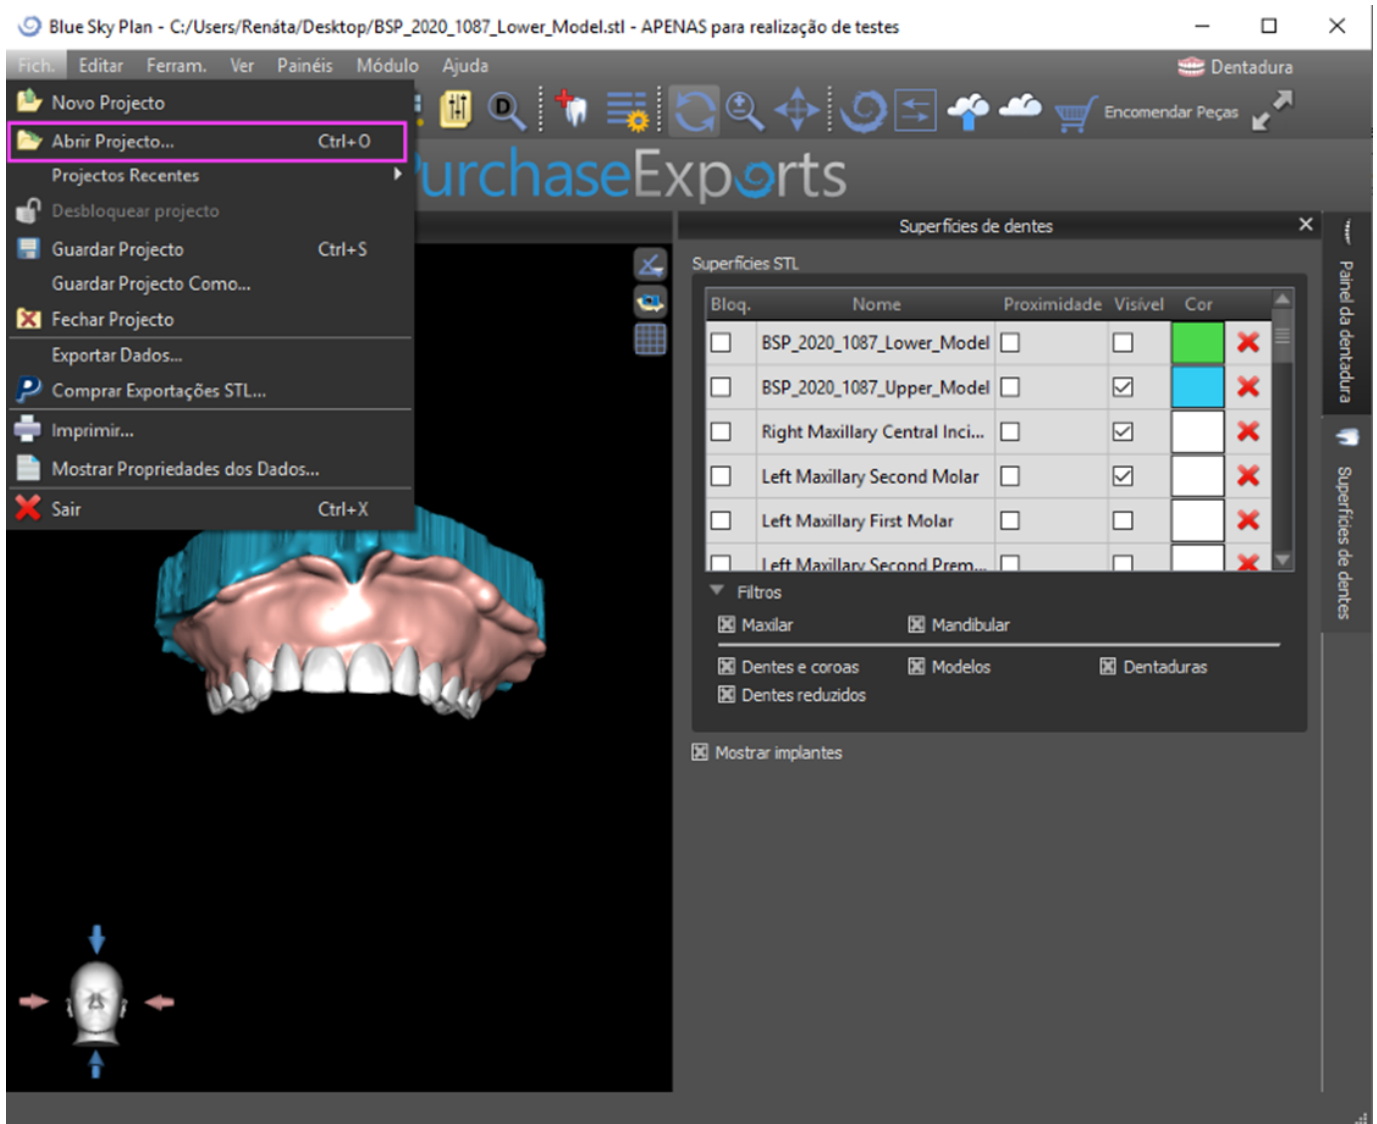 Blue Sky Plan - C:/Users/Renáta/Desktop/BSP_2020_1087_Lower_Model.stl - APENAS para realização de testes
Fich. Editar Ferram. Ver Painéis Módulo Ajuda
Dentadura
Novo Projecto
Abrir Projecto... Ctrl+O
Projectos Recentes
Desbloquear projecto
Guardar Projecto Ctrl+S
Guardar Projecto Como...
Fechar Projecto
Exportar Dados...
Comprar Exportações STL...
Imprimir...
Mostrar Propriedades dos Dados...
Sair Ctrl+X
D
Encomendar Peças
urchaseExports
Superfícies de dentes
Superfícies STL
Bloq. Nome Proximidade Visível Cor
BSP_2020_1087_Lower_Model
BSP_2020_1087_Upper_Model
Right Maxillary Central Inci...
Left Maxillary Second Molar
Left Maxillary First Molar
Left Maxillary Second Prem...
Filtros
Maxilar Mandibular
Dentes e coroas Modelos Dentaduras
Dentes reduzidos
Mostrar implantes
Painel da dentadura
Superfícies de dentes